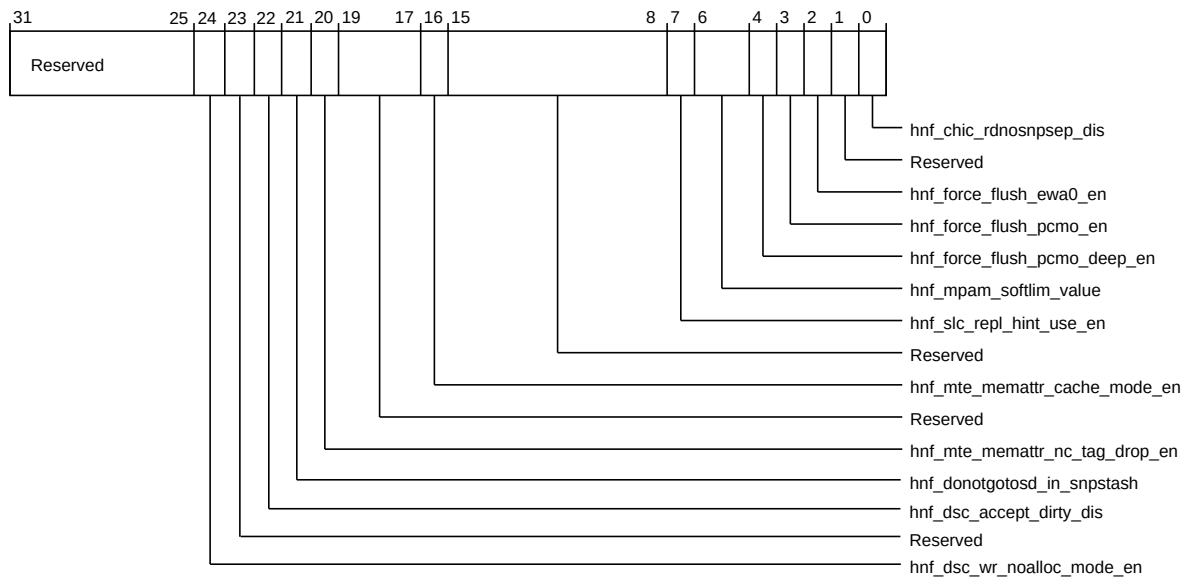 31 25 24 23 22 21 20 19 17 16 15 8 7 6 4 3 2 1 0
Reserved
hnf_chic_rdnosnpsep_dis
Reserved
hnf_force_flush_ewa0_en
hnf_force_flush_pcmo_en
hnf_force_flush_pcmo_deep_en
hnf_mpam_softlim_value
hnf_slc_repl_hint_use_en
Reserved
hnf_mte_memattr_cache_mode_en
Reserved
hnf_mte_memattr_nc_tag_drop_en
hnf_donotgotosd_in_snpstash
hnf_dsc_accept_dirty_dis
Reserved
hnf_dsc_wr_noalloc_mode_en